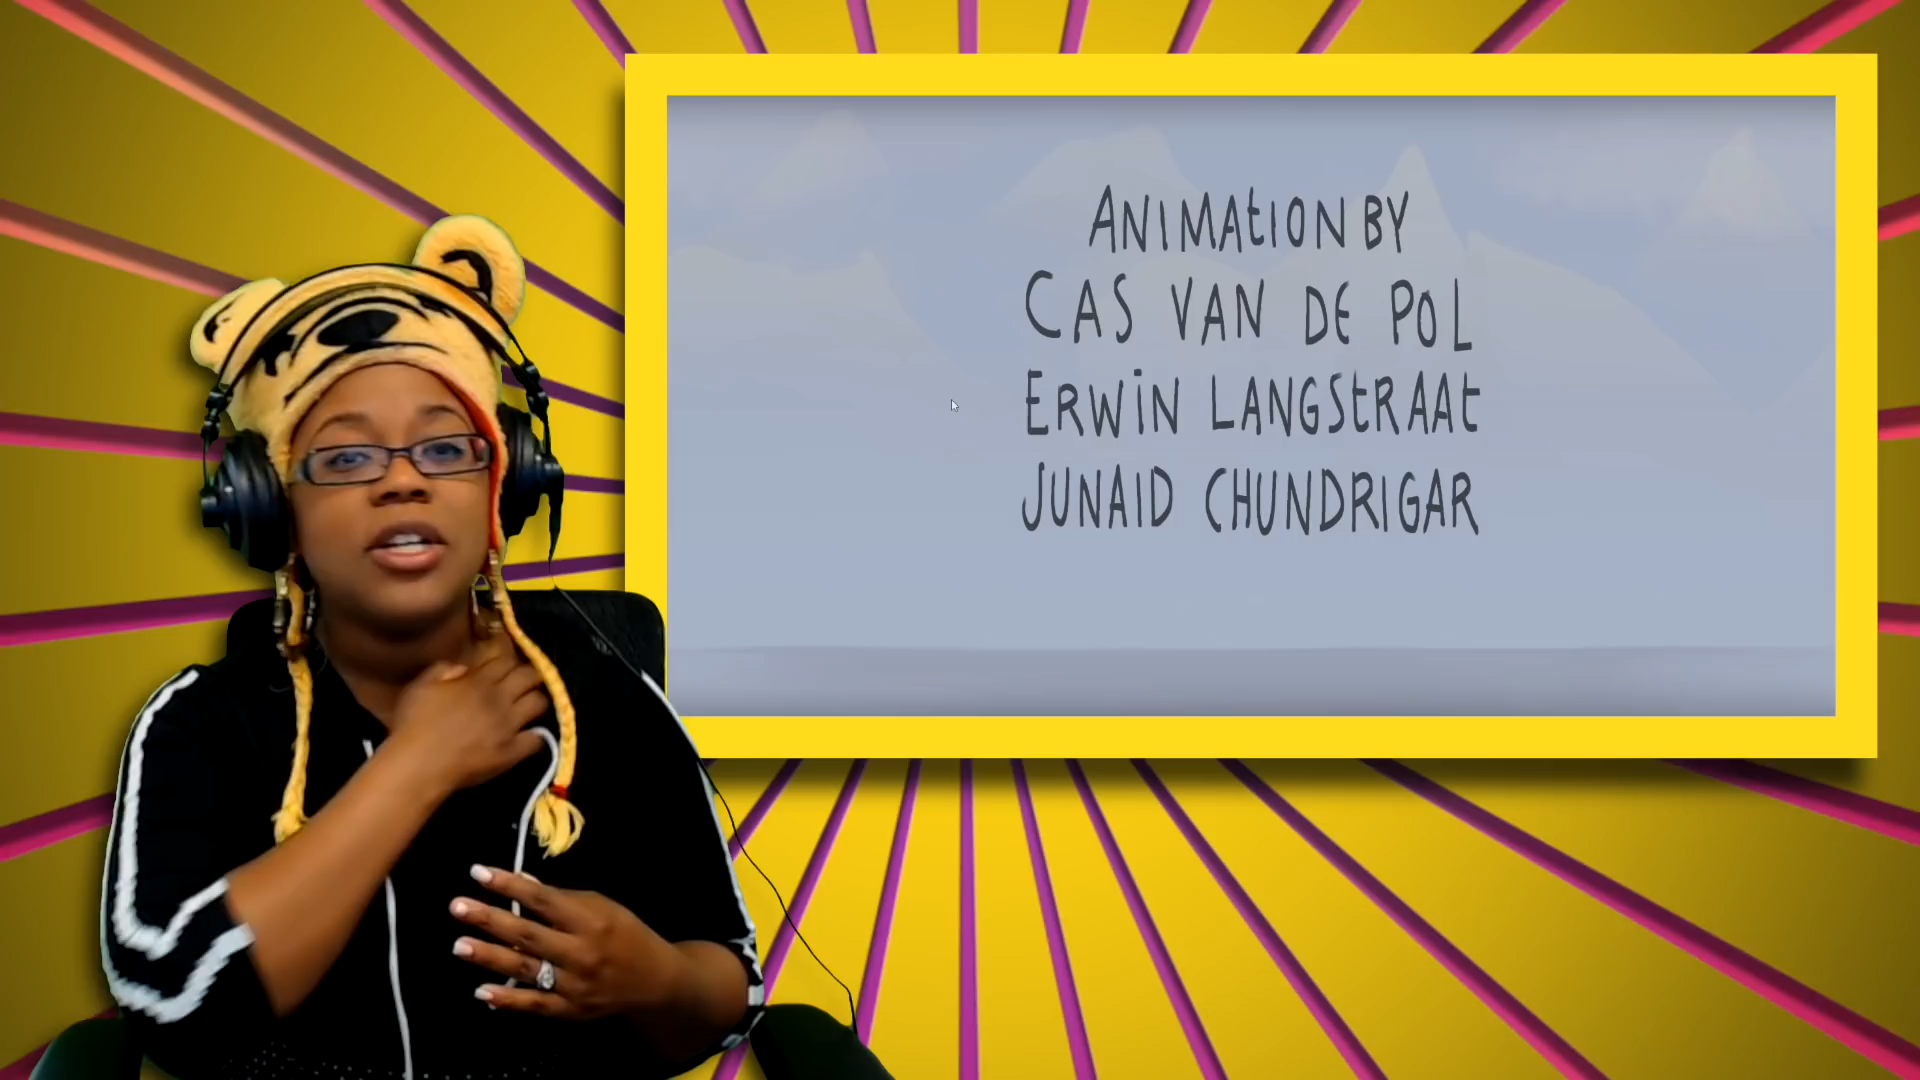 ANIMAtION BY
CAS VAN DE POL
ERWIN LANGStRAAt
JUNAID CHUNDRIGAR